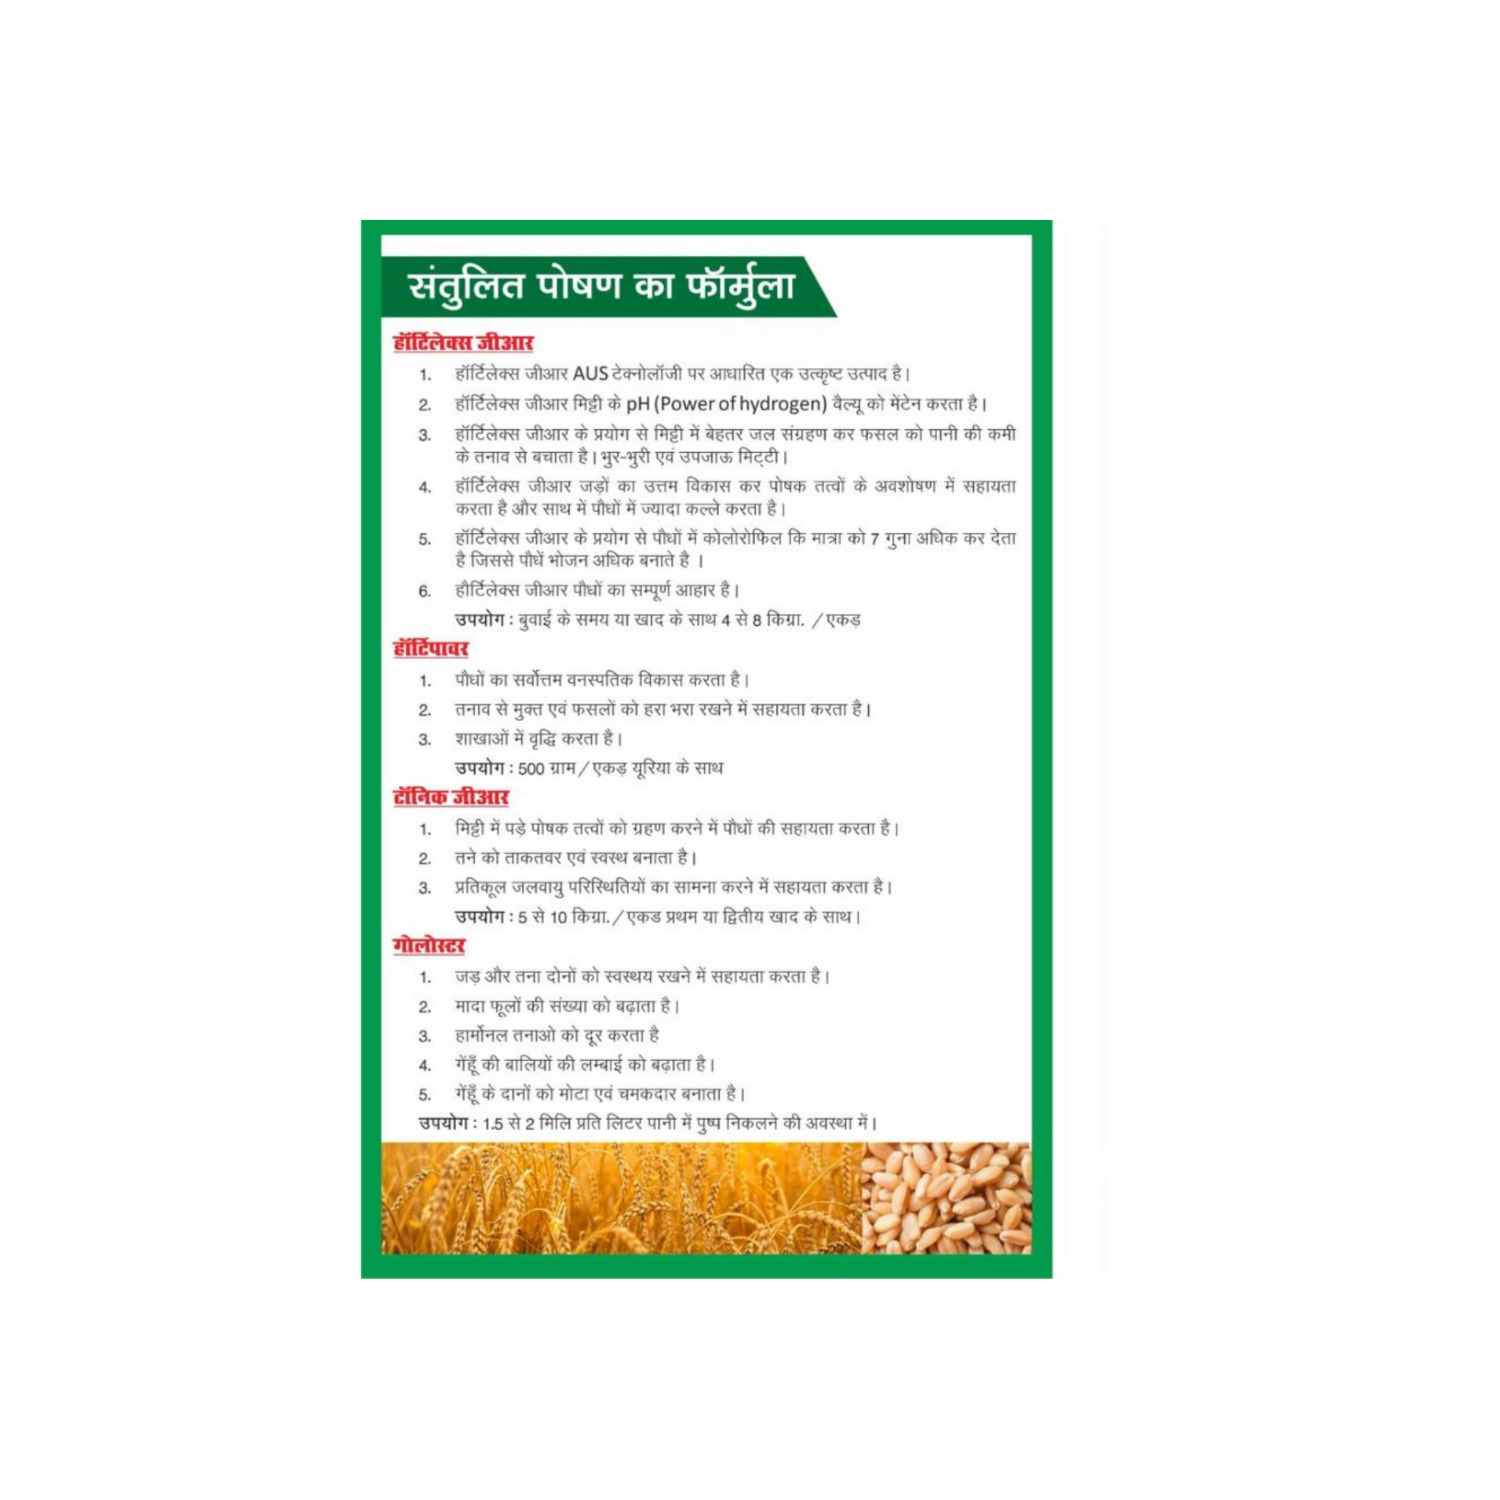 संतुलित पोषण का फॉर्मुला
हॉर्टिलेक्स जीआर
1. हॉर्टिलेक्स जीआर AUS टेक्नोलॉजी पर आधारित एक उत्कृष्ट उत्पाद है।
2. हॉर्टिलेक्स जीआर मिट्टी के pH (Power of hydrogen) वैल्यू को मेंटेन करता है।
3. हॉर्टिलेक्स जीआर के प्रयोग से मिट्टी में बेहतर जल संग्रहण कर फसल को पानी की कमी
के तनाव से बचाता है। भुर-भुरी एवं उपजाऊ मिट्टी।
4. हॉर्टिलेक्स जीआर जड़ों का उत्तम विकास कर पोषक तत्वों के अवशोषण में सहायता
करता है और साथ में पौधों में ज्यादा कल्ले करता है।
5. हॉर्टिलेक्स जीआर के प्रयोग से पौधों में कोलोरोफिल कि मात्रा को 7 गुना अधिक कर देता
है जिससे पौधें भोजन अधिक बनाते है ।
6. हौर्टिलेक्स जीआर पौधों का सम्पूर्ण आहार है।
उपयोग : बुवाई के समय या खाद के साथ 4 से 8 किग्रा. / एकड़
हॉर्टिपावर
1. पौधों का सर्वोत्तम वनस्पतिक विकास करता है।
2. तनाव से मुक्त एवं फसलों को हरा भरा रखने में सहायता करता है।
3. शाखाओं में वृद्धि करता है।
उपयोग : 500 ग्राम / एकड़ यूरिया के साथ
टॉनिक जीआर
1. मिट्टी में पड़े पोषक तत्वों को ग्रहण करने में पौधों की सहायता करता है।
2. तने को ताकतवर एवं स्वस्थ बनाता है।
3. प्रतिकूल जलवायु परिस्थितियों का सामना करने में सहायता करता है।
उपयोग : 5 से 10 किग्रा. / एकड प्रथम या द्वितीय खाद के साथ।
गोलोस्टर
1. जड़ और तना दोनों को स्वस्थय रखने में सहायता करता है।
2. मादा फूलों की संख्या को बढ़ाता है।
3. हार्मोनल तनाओ को दूर करता है
4. गेंहूँ की बालियों की लम्बाई को बढ़ाता है।
5. गेंहूँ के दानों को मोटा एवं चमकदार बनाता है।
उपयोग : 1.5 से 2 मिलि प्रति लिटर पानी में पुष्प निकलने की अवस्था में।